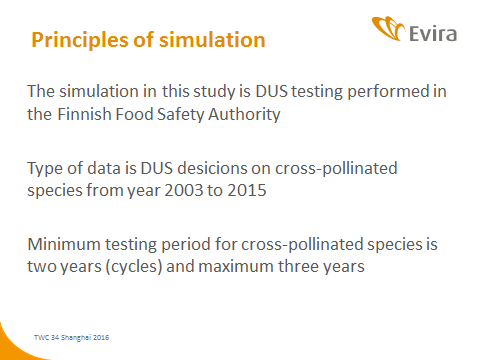 Principles of simulation
Evira
The simulation in this study is DUS testing performed in
the Finnish Food Safety Authority
Type of data is DUS desicions on cross-pollinated
species from year 2003 to 2015
Minimum testing period for cross-pollinated species is
two years (cycles) and maximum three years
TWC 34 Shanghai 2016